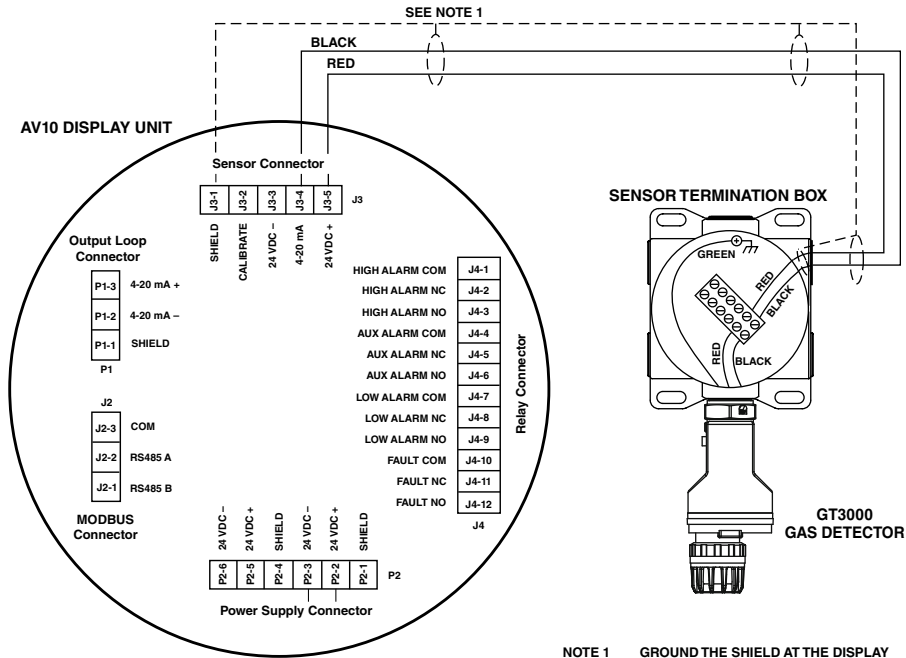 SEE NOTE 1
BLACK
RED
AV10 DISPLAY UNIT
Sensor Connector
J3-1
J3-2
J3-3
J3-4
J3-5
J3
SHIELD
CALIBRATE
24 VDC –
4-20 mA
24 VDC +
Output Loop
Connector
P1-3 4-20 mA +
P1-2 4-20 mA –
P1-1 SHIELD
P1
J2
J2-3 COM
J2-2 RS485 A
J2-1 RS485 B
MODBUS
Connector
HIGH ALARM COM J4-1
HIGH ALARM NC J4-2
HIGH ALARM NO J4-3
AUX ALARM COM J4-4
AUX ALARM NC J4-5
AUX ALARM NO J4-6
LOW ALARM COM J4-7
LOW ALARM NC J4-8
LOW ALARM NO J4-9
FAULT COM J4-10
FAULT NC J4-11
FAULT NO J4-12
J4
Relay Connector
24 VDC –
24 VDC +
SHIELD
24 VDC –
24 VDC +
SHIELD
P2-6
P2-5
P2-4
P2-3
P2-2
P2-1
P2
Power Supply Connector
SENSOR TERMINATION BOX
GREEN
RED
BLACK
RED
BLACK
GT3000
GAS DETECTOR
NOTE 1 GROUND THE SHIELD AT THE DISPLAY